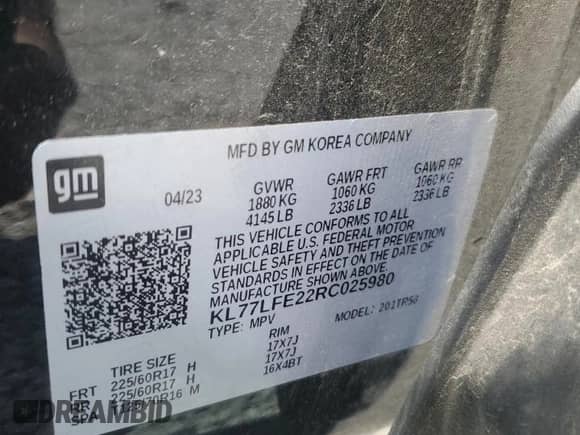 gm
MFD BY GM KOREA COMPANY
04/23
GVWR GAWR FRT GAWR RR
1880 KG 1060 KG 1060 KG
4145 LB 2336 LB 2336 LB
THIS VEHICLE CONFORMS TO ALL
APPLICABLE U.S. FEDERAL MOTOR
VEHICLE SAFETY AND THEFT PREVENTION
STANDARDS IN EFFECT ON THE DATE OF
MANUFACTURE SHOWN ABOVE.
KL77LFE22RC025980
TYPE: MPV MODEL:
TIRE SIZE RIM
FRT 225/60R17 H 17X7J
RR 225/60R17 H 17X7J
SPA 16 M 16X4BT
DREAMBID